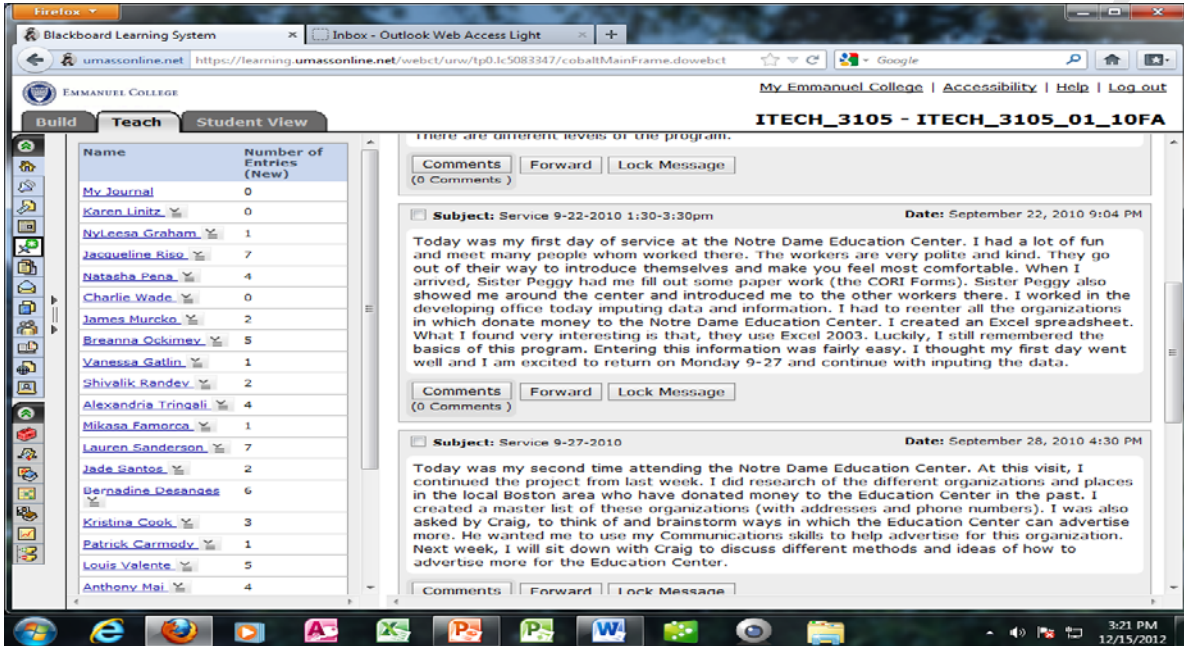 Firefox
Blackboard Learning System
Inbox - Outlook Web Access Light
umassonline.net https://learning.umassonline.net/webct/urw/tp0.lc5083347/cobaltMainFrame.dowebct
Google
EMMANUEL COLLEGE
My Emmanuel College | Accessibility | Help | Log out
Build Teach Student View
ITECH_3105 - ITECH_3105_01_10FA
Name Number of
Entries
(New)
My Journal 0
Karen Linitz 0
NyLeesa Graham 1
Jacqueline Riso 7
Natasha Pena 4
Charlie Wade 0
James Murcko 2
Breanna Ockimey 5
Vanessa Gatlin 1
Shivalik Randev 2
Alexandria Tringali 4
Mikasa Famorca 1
Lauren Sanderson 7
Jade Santos 2
Bernadine Desanges 6
Kristina Cook 3
Patrick Carmody 1
Louis Valente 5
Anthony Mai 4
There are different levels of the program.
Comments Forward Lock Message
(0 Comments )
Subject: Service 9-22-2010 1:30-3:30pm Date: September 22, 2010 9:04 PM
Today was my first day of service at the Notre Dame Education Center. I had a lot of fun
and meet many people whom worked there. The workers are very polite and kind. They go
out of their way to introduce themselves and make you feel most comfortable. When I
arrived, Sister Peggy had me fill out some paper work (the CORI Forms). Sister Peggy also
showed me around the center and introduced me to the other workers there. I worked in the
developing office today imputing data and information. I had to reenter all the organizations
in which donate money to the Notre Dame Education Center. I created an Excel spreadsheet.
What I found very interesting is that, they use Excel 2003. Luckily, I still remembered the
basics of this program. Entering this information was fairly easy. I thought my first day went
well and I am excited to return on Monday 9-27 and continue with inputing the data.
Comments Forward Lock Message
(0 Comments )
Subject: Service 9-27-2010 Date: September 28, 2010 4:30 PM
Today was my second time attending the Notre Dame Education Center. At this visit, I
continued the project from last week. I did research of the different organizations and places
in the local Boston area who have donated money to the Education Center in the past. I
created a master list of these organizations (with addresses and phone numbers). I was also
asked by Craig, to think of and brainstorm ways in which the Education Center can advertise
more. He wanted me to use my Communications skills to help advertise for this organization.
Next week, I will sit down with Craig to discuss different methods and ideas of how to
advertise more for the Education Center.
Comments Forward Lock Message
3:21 PM
12/15/2012